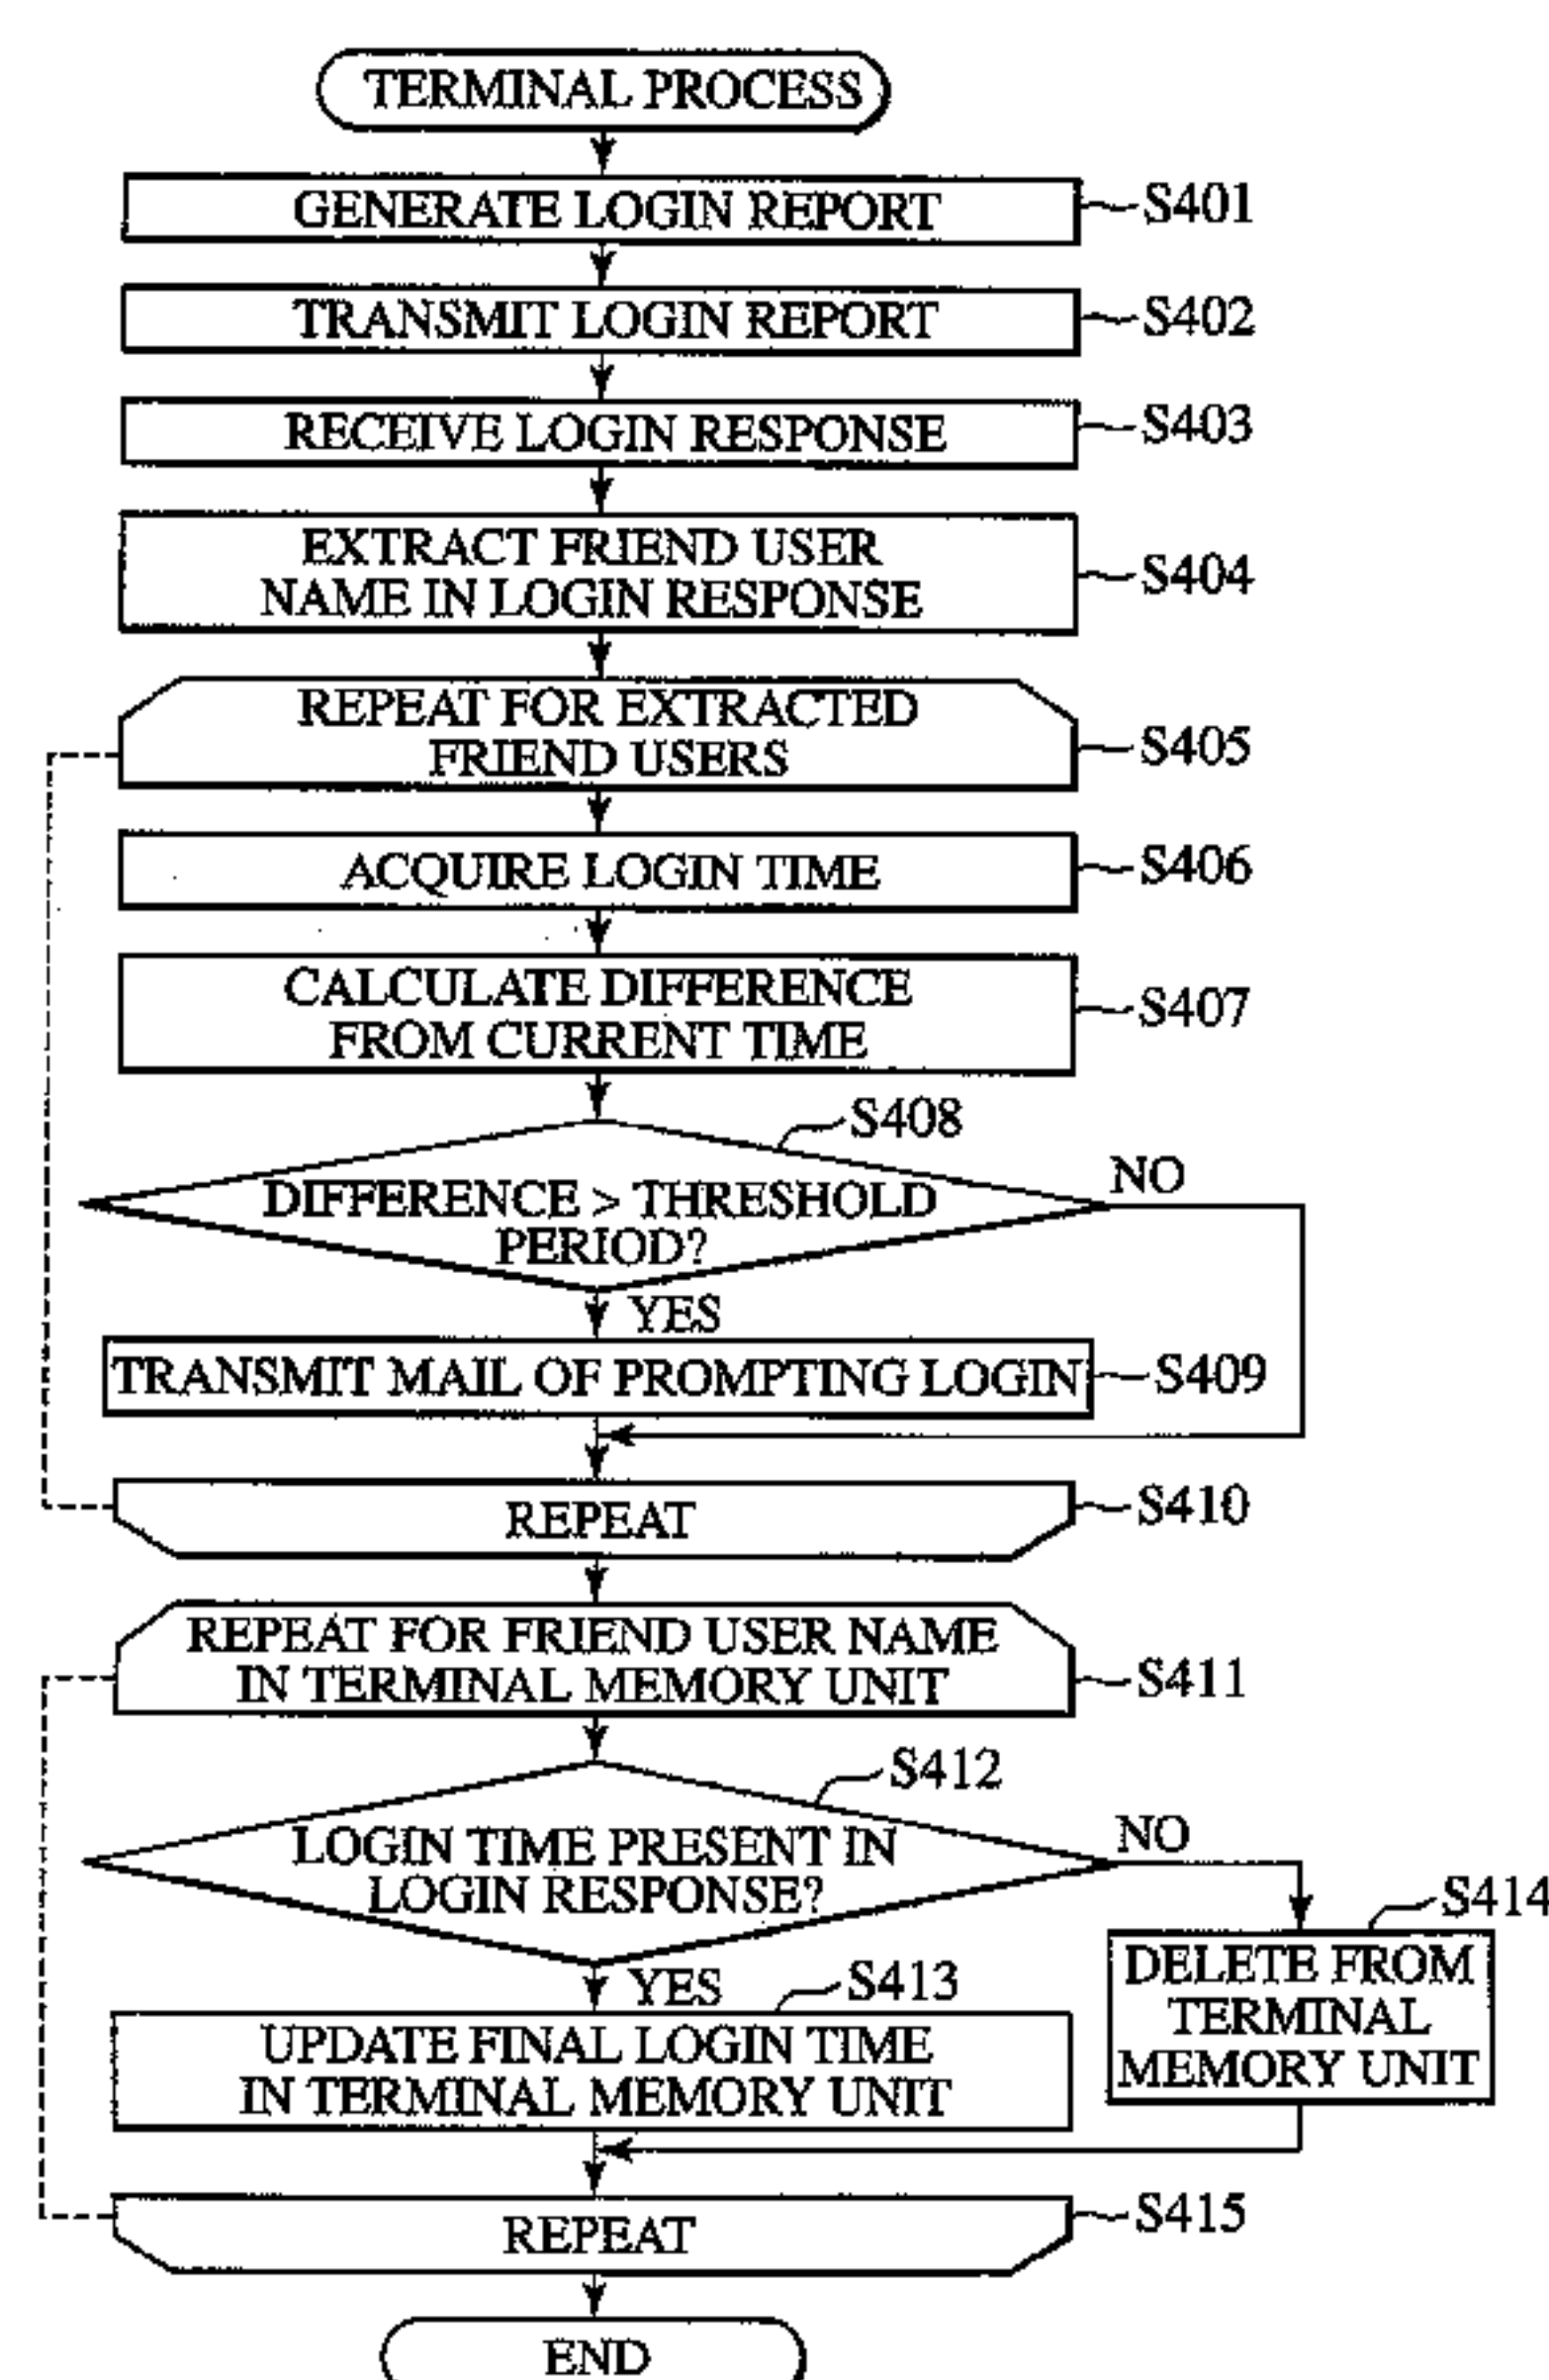 TERMINAL PROCESS
GENERATE LOGIN REPORT
S401
TRANSMIT LOGIN REPORT
S402
RECEIVE LOGIN RESPONSE
S403
EXTRACT FRIEND USER
NAME IN LOGIN RESPONSE
S404
REPEAT FOR EXTRACTED
FRIEND USERS
S405
ACQUIRE LOGIN TIME
S406
CALCULATE DIFFERENCE
FROM CURRENT TIME
S407
S408
DIFFERENCE > THRESHOLD
PERIOD?
NO
YES
TRANSMIT MAIL OF PROMPTING LOGIN
S409
REPEAT
S410
REPEAT FOR FRIEND USER NAME
IN TERMINAL MEMORY UNIT
S411
S412
LOGIN TIME PRESENT IN
LOGIN RESPONSE?
NO
YES
S413
UPDATE FINAL LOGIN TIME
IN TERMINAL MEMORY UNIT
S414
DELETE FROM
TERMINAL
MEMORY UNIT
REPEAT
S415
END